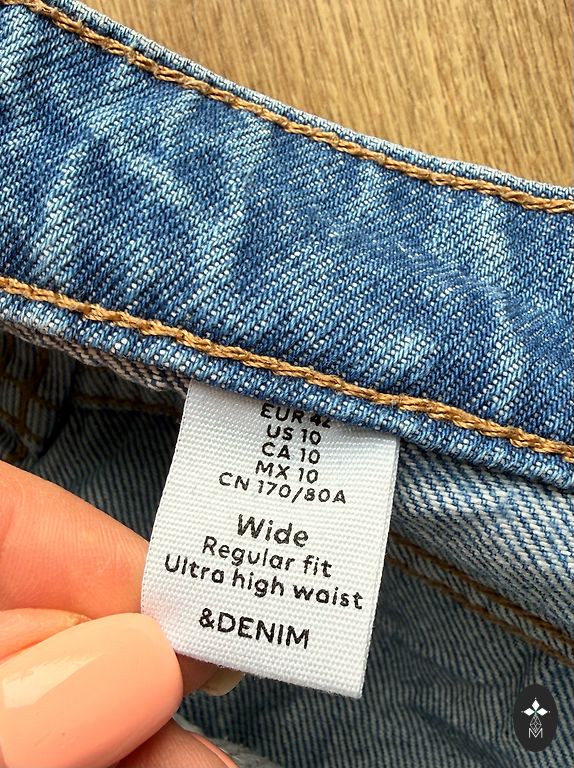 EUR 42
US 10
CA 10
MX 10
CN 170/80A
Wide
Regular fit
Ultra high waist
&DENIM
M